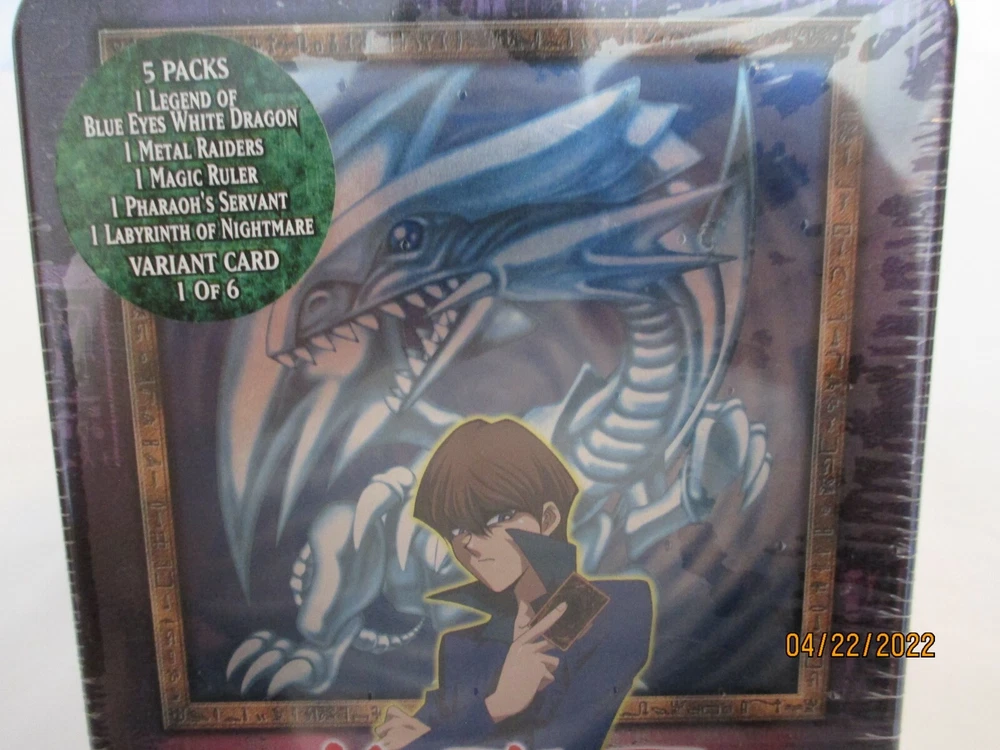 5 PACKS
1 LEGEND OF
BLUE EYES WHITE DRAGON
1 METAL RAIDERS
1 MAGIC RULER
1 PHARAOH'S SERVANT
1 LABYRINTH OF NIGHTMARE
VARIANT CARD
1 OF 6
04/22/2022